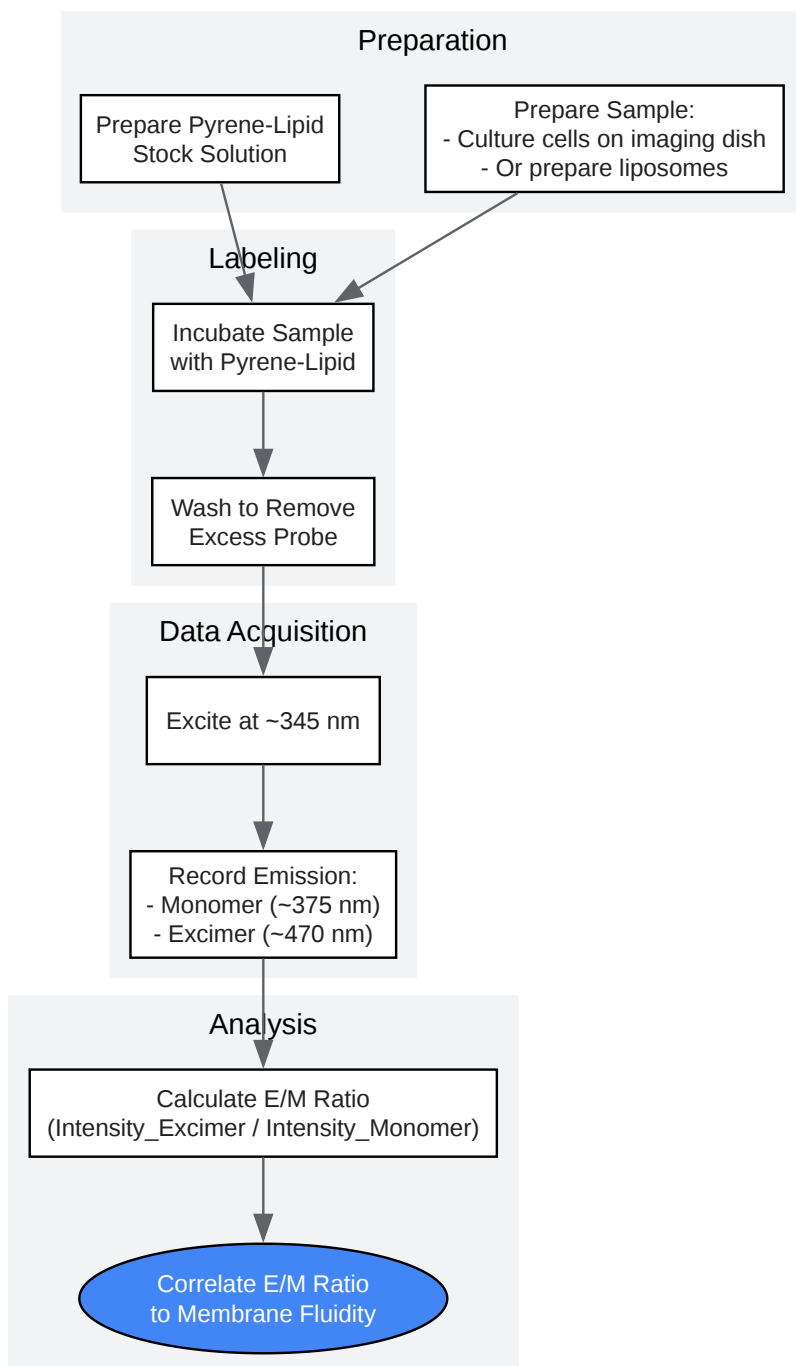 Preparation
Prepare Pyrene-Lipid
Stock Solution
Prepare Sample:
- Culture cells on imaging dish
- Or prepare liposomes
Labeling
Incubate Sample
with Pyrene-Lipid
Wash to Remove
Excess Probe
Data Acquisition
Excite at ~345 nm
Record Emission:
- Monomer (~375 nm)
- Excimer (~470 nm)
Analysis
Calculate E/M Ratio
(Intensity_Excimer / Intensity_Monomer)
Correlate E/M Ratio
to Membrane Fluidity